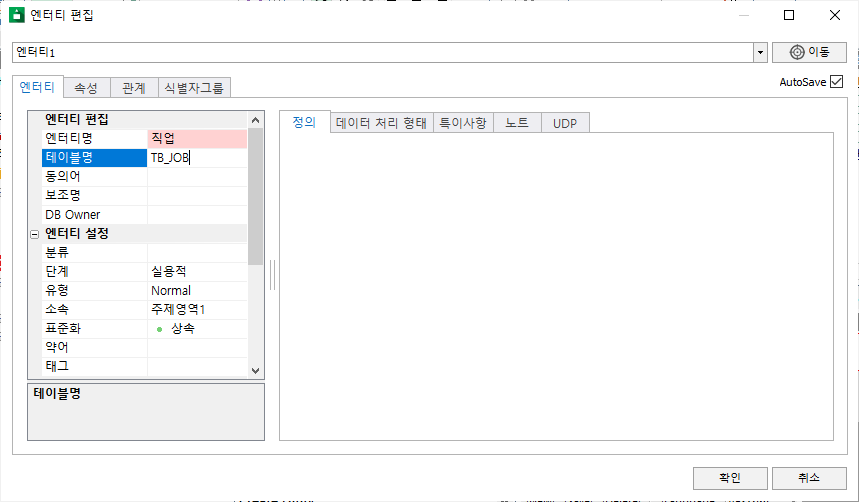 엔터티 편집
엔터티1
이동
엔터티 속성 관계 식별자그룹
AutoSave
엔터티 편집
엔터티명 직업
테이블명 TB_JOB
동의어
보조명
DB Owner
엔터티 설정
분류
단계 실용적
유형 Normal
소속 주제영역1
표준화 상속
약어
태그
테이블명
정의 데이터 처리 형태 특이사항 노트 UDP
확인 취소